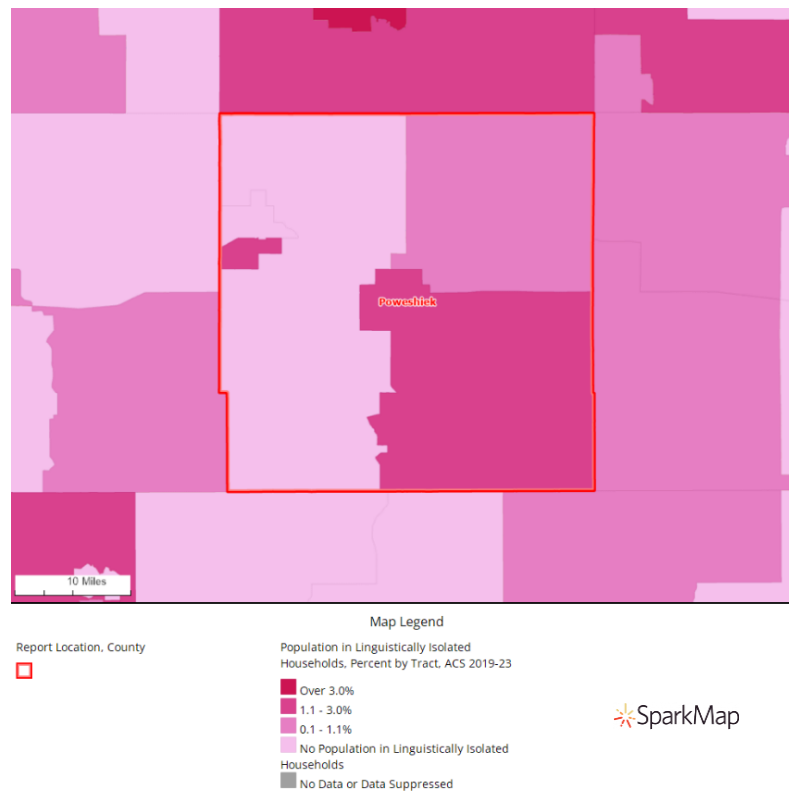 Poweshiek
10 Miles
Map Legend
Report Location, County
Population in Linguistically Isolated
Households, Percent by Tract, ACS 2019-23
Over 3.0%
1.1 - 3.0%
0.1 - 1.1%
No Population in Linguistically Isolated
Households
No Data or Data Suppressed
SparkMap